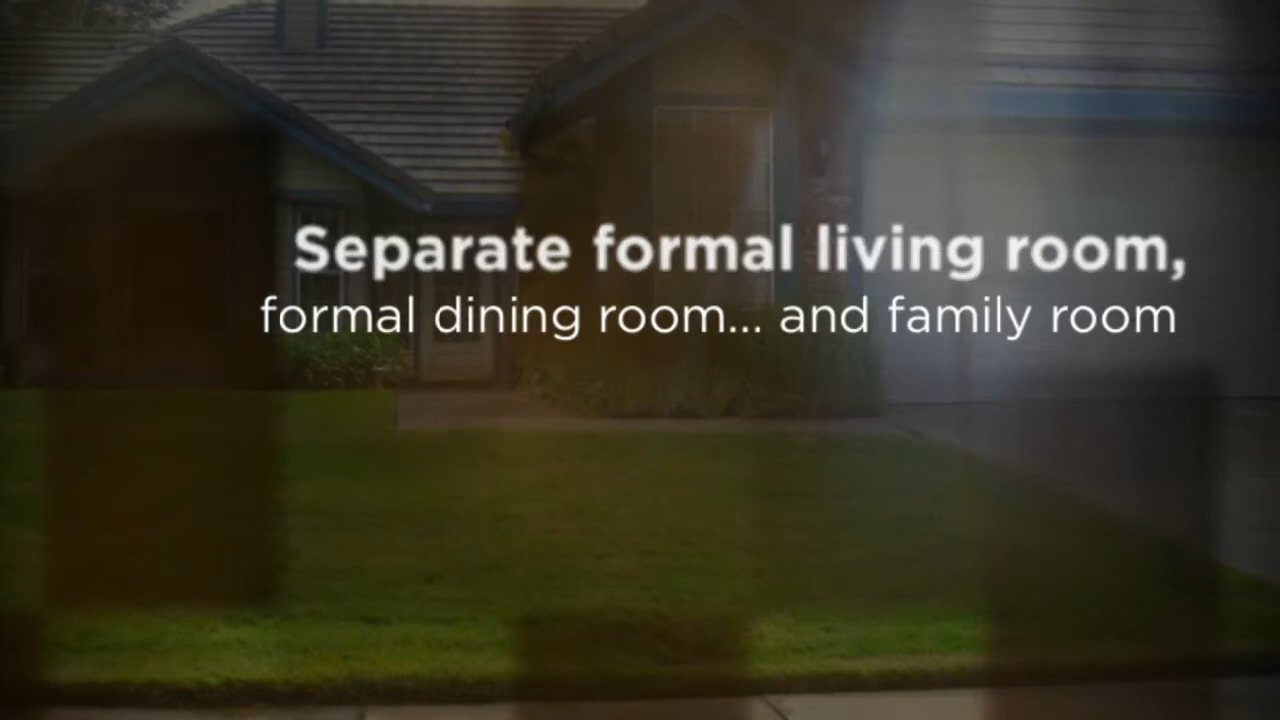 Separate formal living room,
formal dining room... and family room